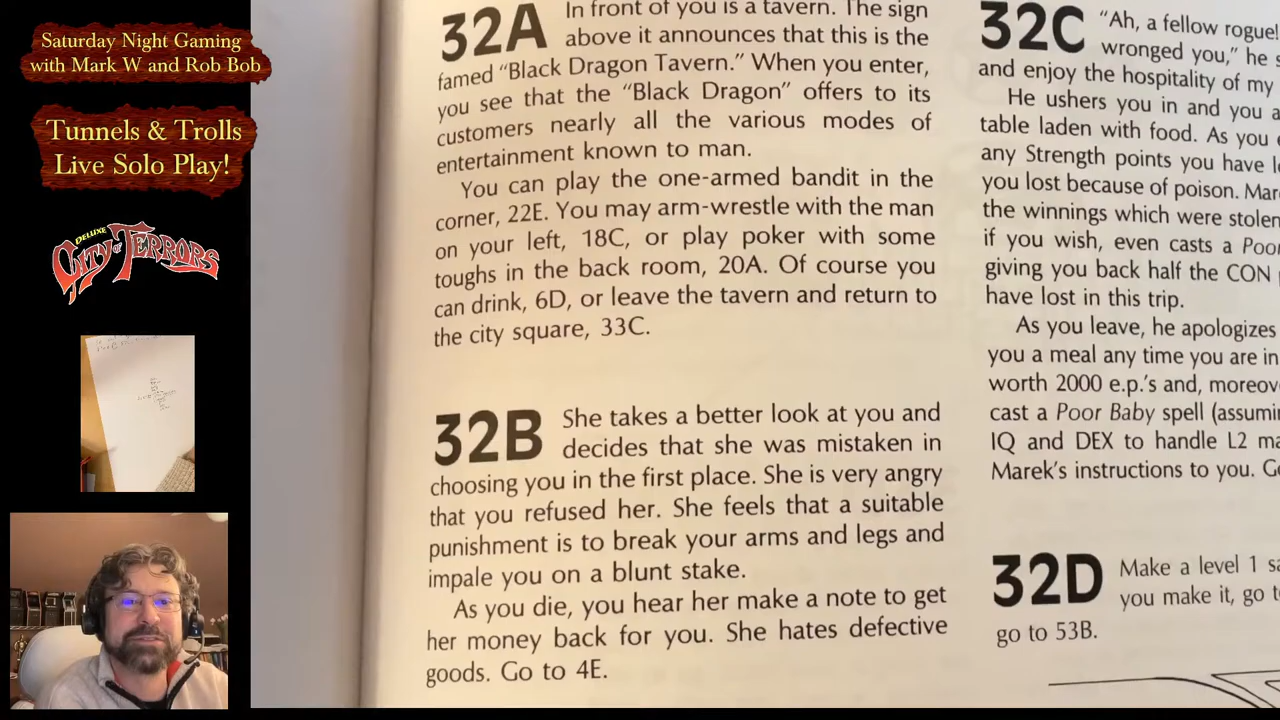 Saturday Night Gaming
with Mark W and Rob Bob
Tunnels & Trolls
Live Solo Play!
DELUXE
CITY OF TERRORS
32A In front of you is a tavern. The sign
above it announces that this is the
famed "Black Dragon Tavern." When you enter,
you see that the "Black Dragon" offers to its
customers nearly all the various modes of
entertainment known to man.
You can play the one-armed bandit in the
corner, 22E. You may arm-wrestle with the man
on your left, 18C, or play poker with some
toughs in the back room, 20A. Of course you
can drink, 6D, or leave the tavern and return to
the city square, 33C.
32B She takes a better look at you and
decides that she was mistaken in
choosing you in the first place. She is very angry
that you refused her. She feels that a suitable
punishment is to break your arms and legs and
impale you on a blunt stake.
As you die, you hear her make a note to get
her money back for you. She hates defective
goods. Go to 4E.
32C "Ah, a fellow rogue!
wronged you," he s
and enjoy the hospitality of my
He ushers you in and you a
table laden with food. As you
any Strength points you have l
you lost because of poison. Mar
the winnings which were stolen
if you wish, even casts a Poor
giving you back half the CON
have lost in this trip.
As you leave, he apologizes
you a meal any time you are in
worth 2000 e.p.'s and, moreov
cast a Poor Baby spell (assumi
IQ and DEX to handle L2 ma
Marek's instructions to you. G
32D Make a level 1 sa
you make it, go t
go to 53B.